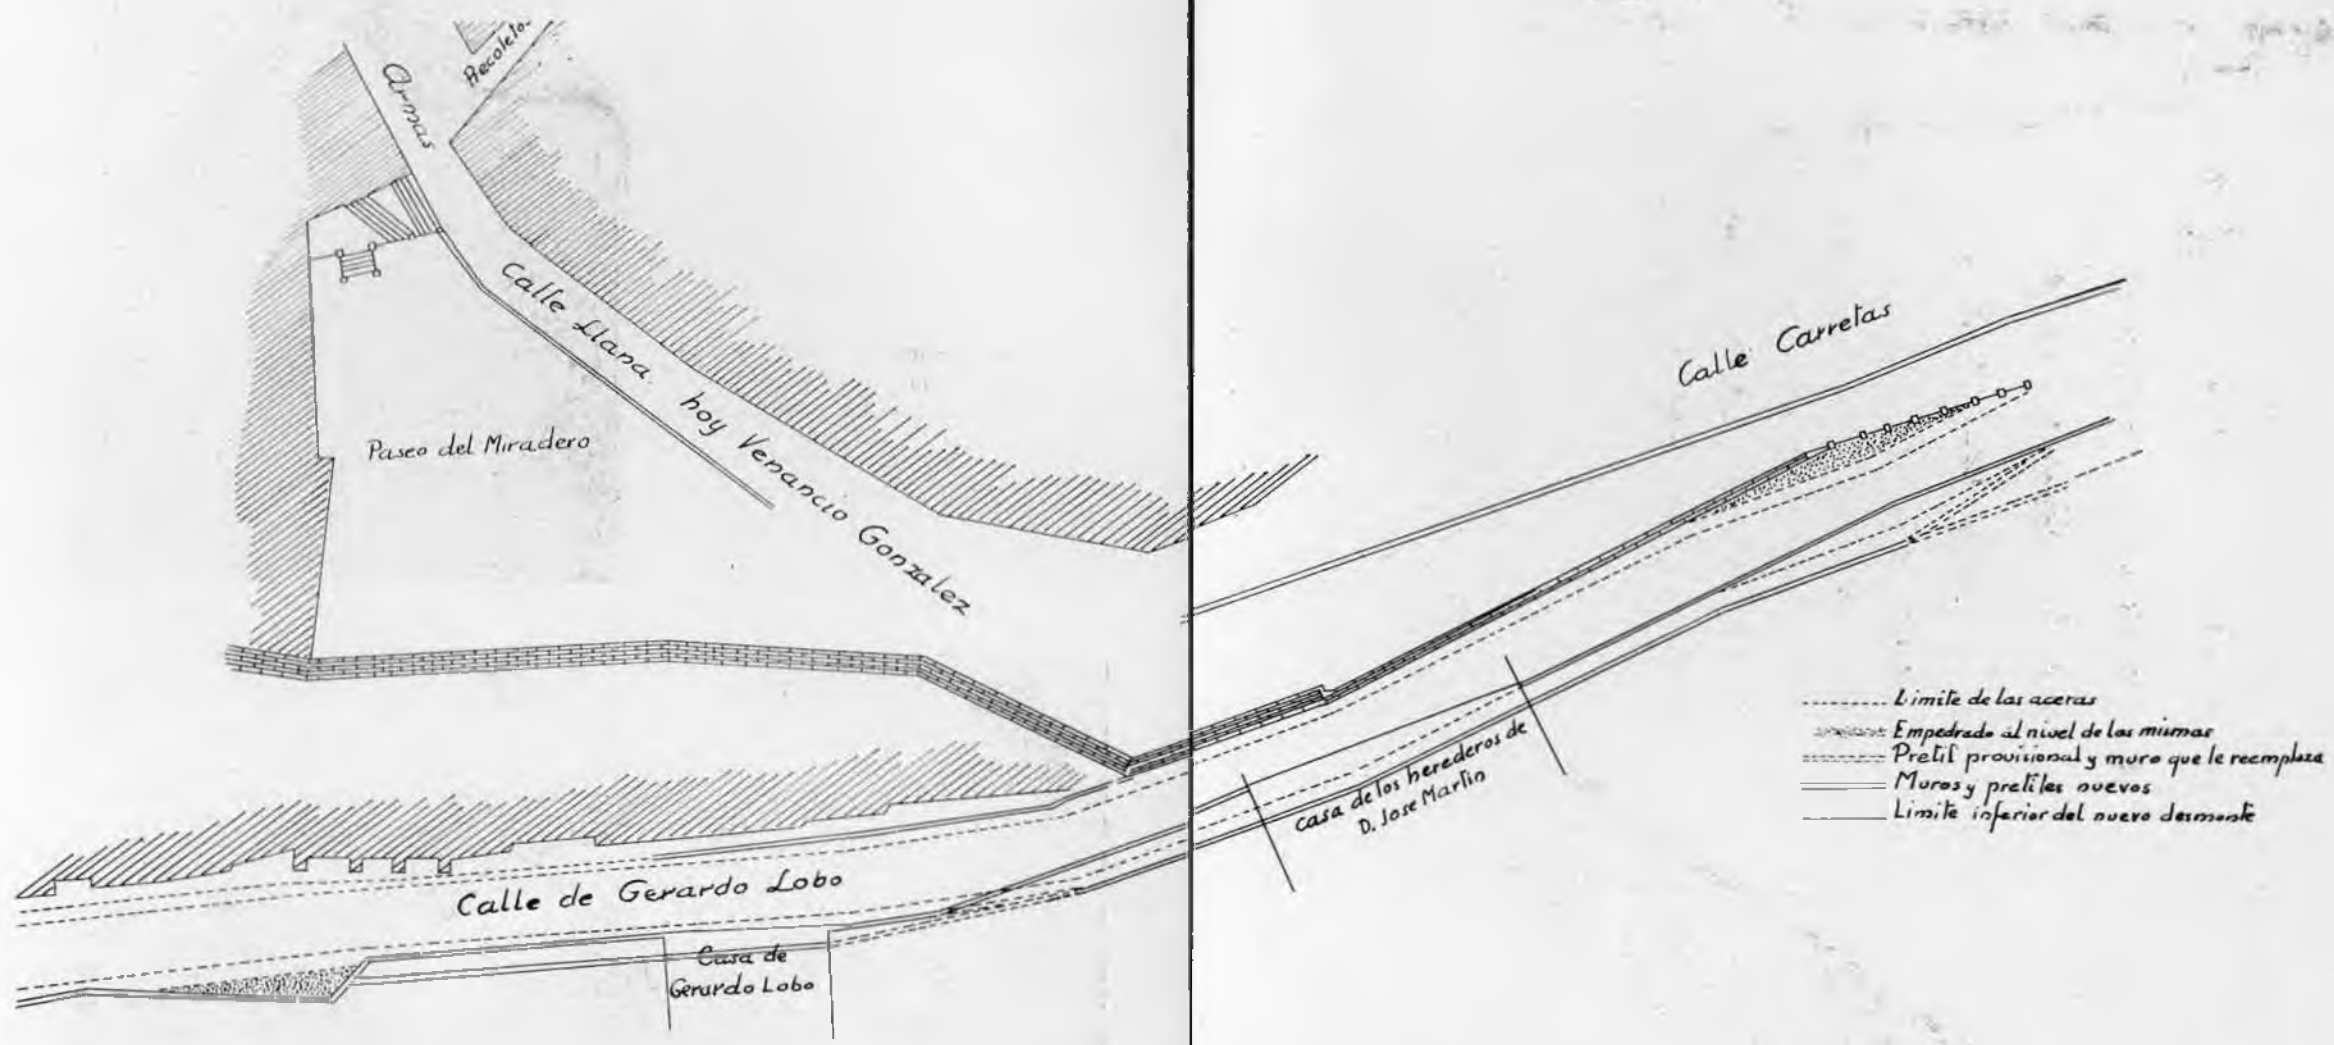 Recoletos
Armas
Calle Llana hoy Venancio Gonzalez
Paseo del Miradero
Calle Carretas
Limite de las aceras
Empedrado al nivel de las mismas
Pretil provisional y muro que le reemplaza
Muros y pretiles nuevos
Limite inferior del nuevo desmonte
casa de los herederos de
D. Jose Martin
Calle de Gerardo Lobo
Casa de
Gerardo Lobo